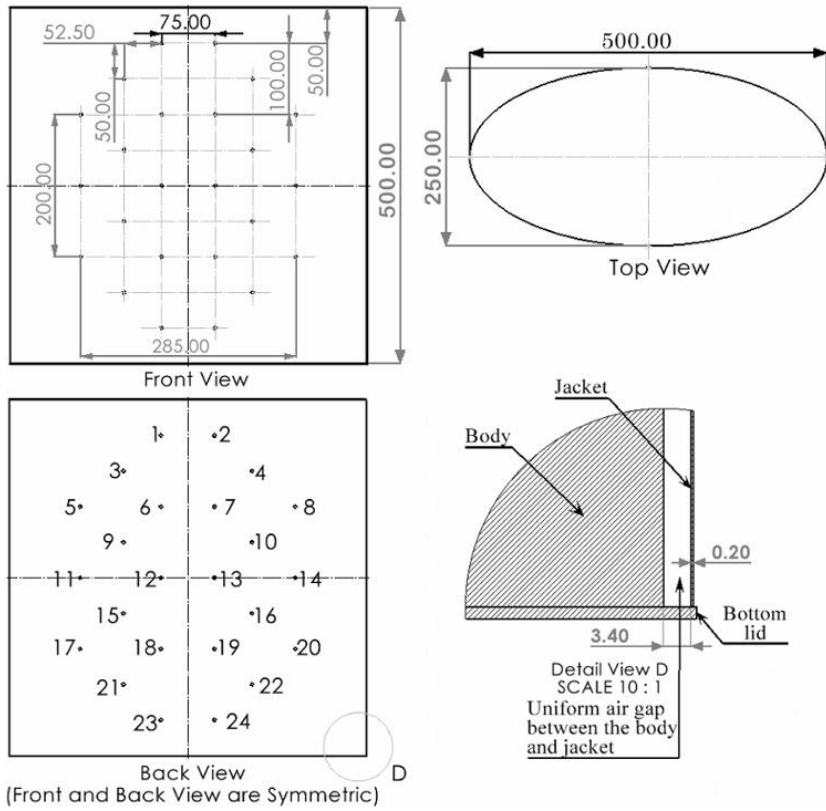 75.00
52.50
50.00
100.00
50.00
200.00
500.00
285.00
Front View
500.00
250.00
Top View
1 2
3 4
5 6 7 8
9 10
11 12 13 14
15 16
17 18 19 20
21 22
23 24
D
Back View
(Front and Back View are Symmetric)
Jacket
Body
0.20
Bottom
lid
3.40
Detail View D
SCALE 10 : 1
Uniform air gap
between the body
and jacket